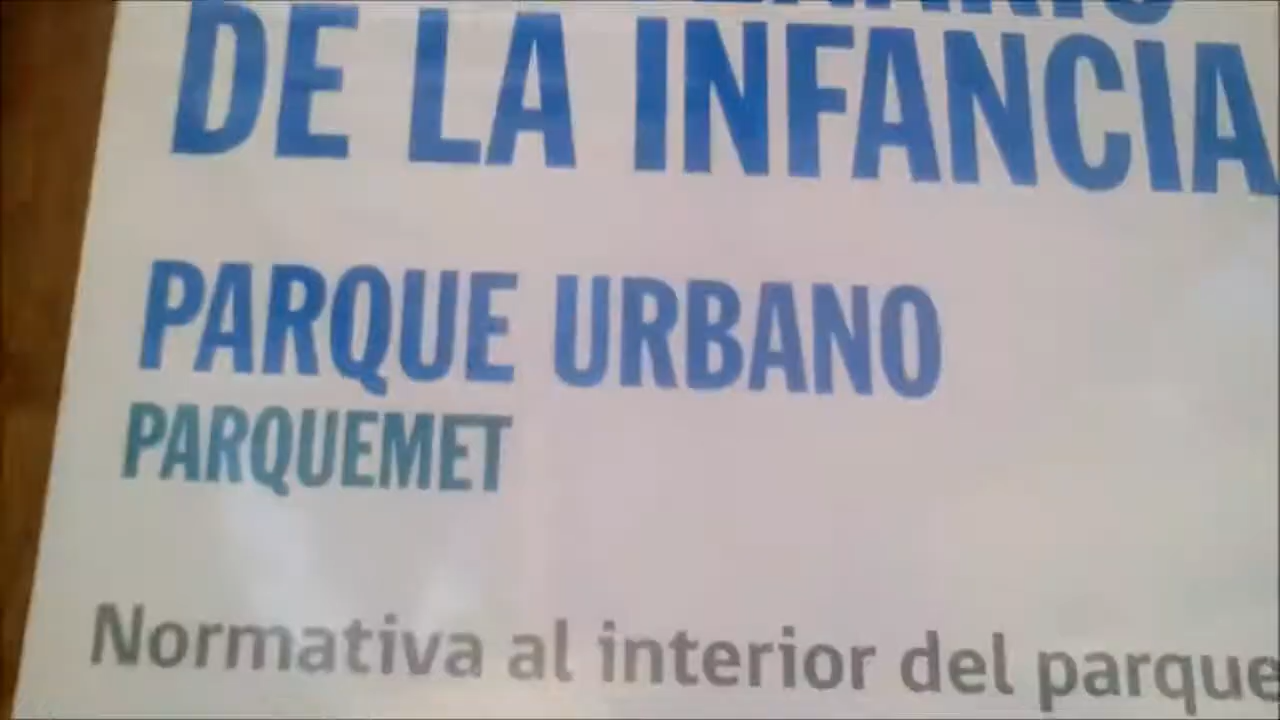 DE LA INFANCIA
PARQUE URBANO
PARQUEMET
Normativa al interior del parque